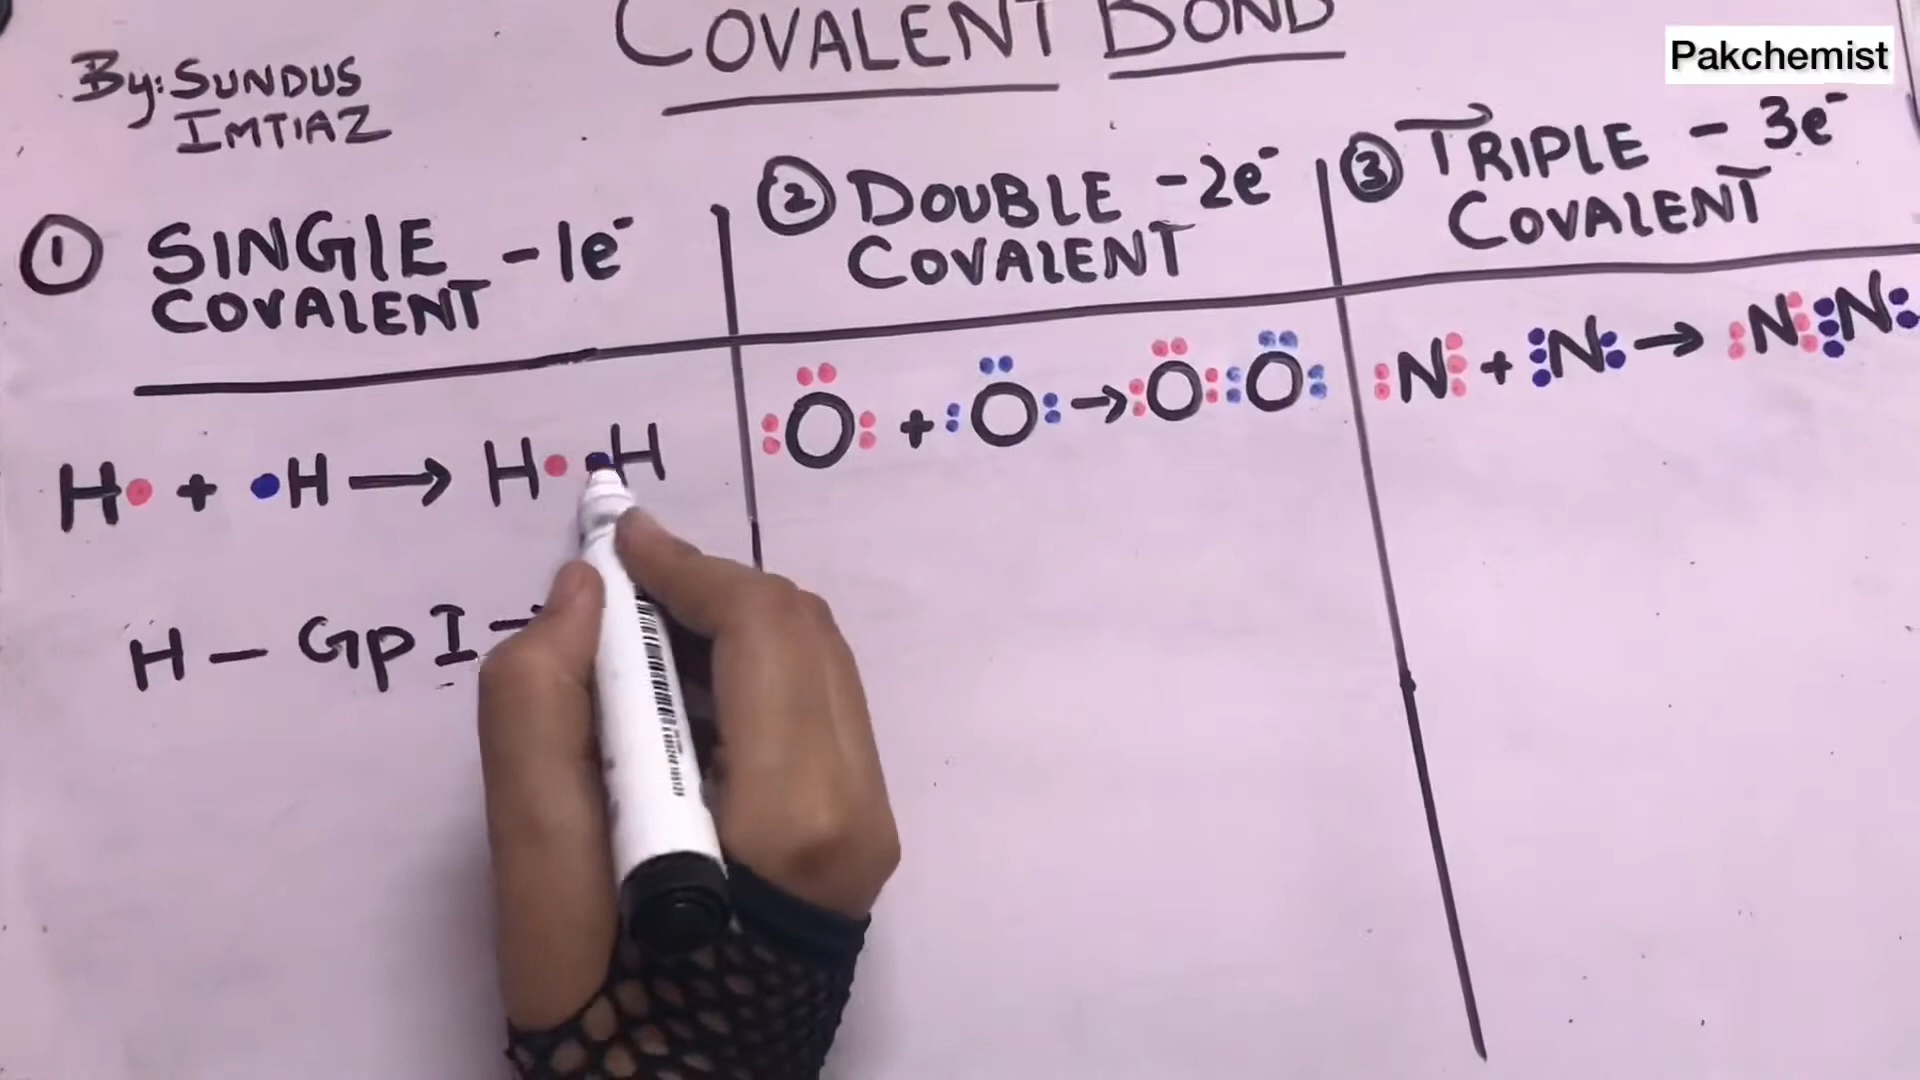 COVALENT BOND
Pakchemist
By: SUNDUS
IMTIAZ
① SINGLE - 1e⁻
COVALENT
② DOUBLE - 2e⁻
COVALENT
③ TRIPLE - 3e⁻
COVALENT
H• + •H → H• •H
:O: + :O: → :O: :O:
:N⋮ + ⋮N: → :N⋮ ⋮N:
H - Gp I -